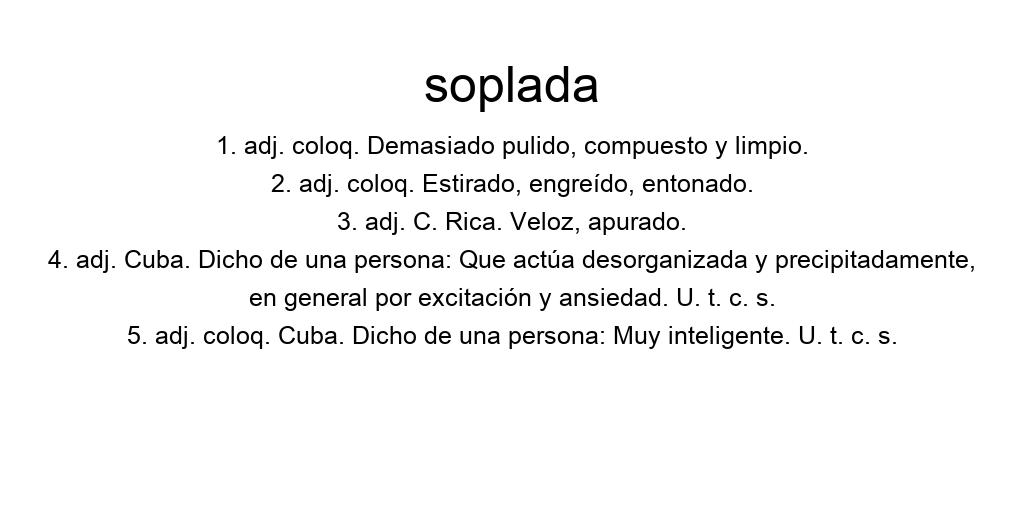 soplada
1. adj. coloq. Demasiado pulido, compuesto y limpio.
2. adj. coloq. Estirado, engreído, entonado.
3. adj. C. Rica. Veloz, apurado.
4. adj. Cuba. Dicho de una persona: Que actúa desorganizada y precipitadamente,
en general por excitación y ansiedad. U. t. c. s.
5. adj. coloq. Cuba. Dicho de una persona: Muy inteligente. U. t. c. s.